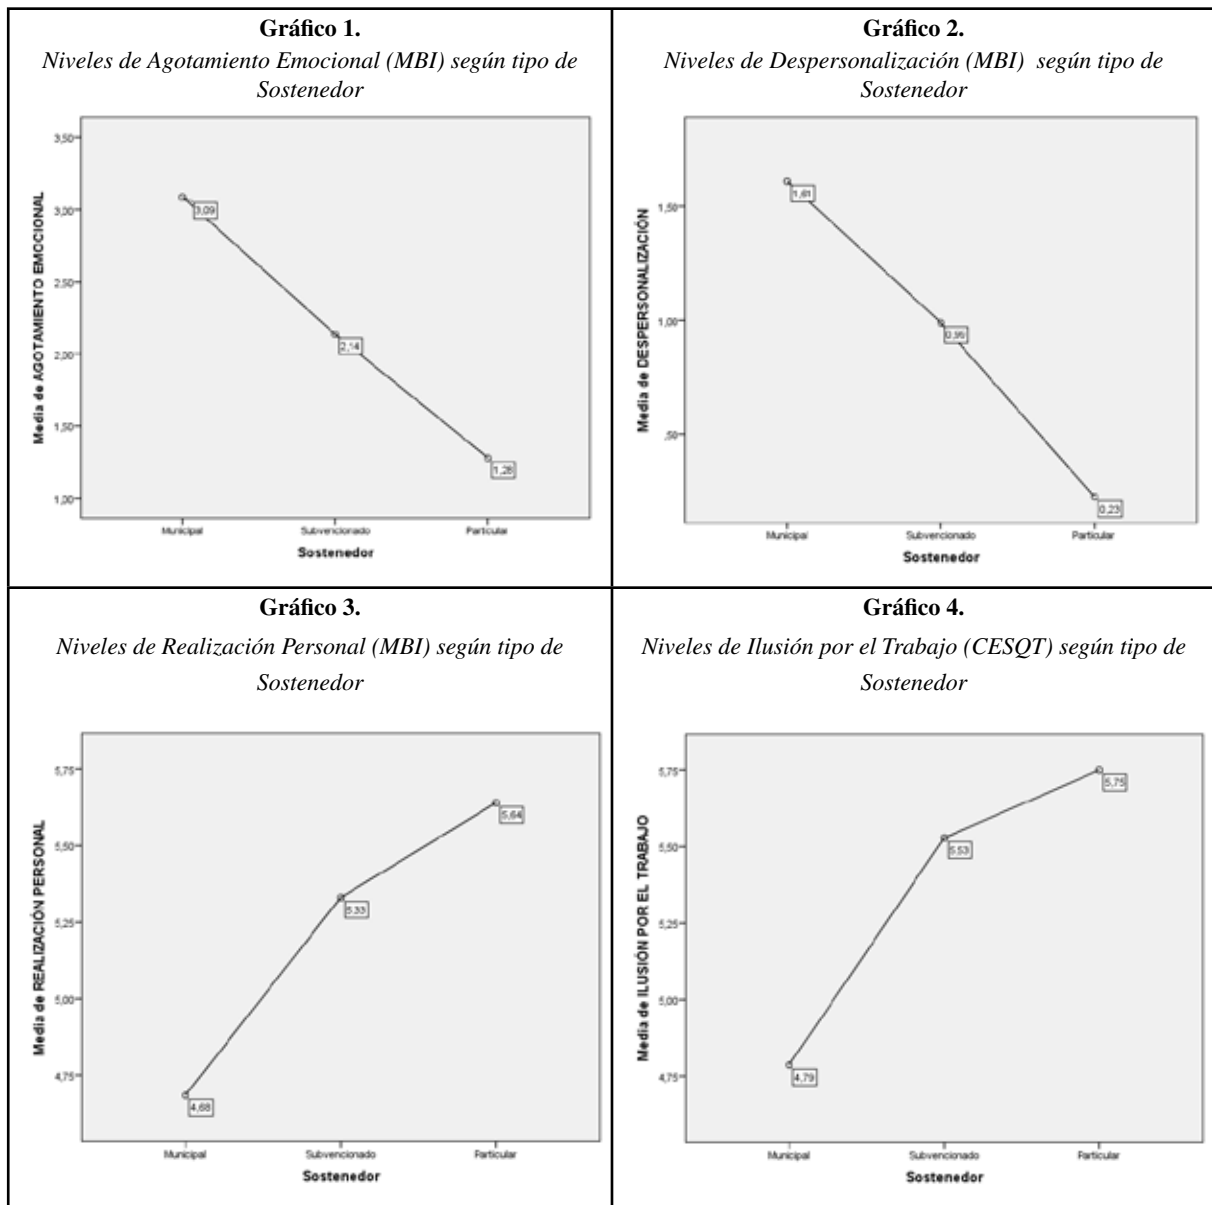 Gráfico 1.
Niveles de Agotamiento Emocional (MBI) según tipo de
Sostenedor
Media de AGOTAMIENTO EMOCIONAL
3,50
3,00
2,50
2,00
1,50
1,00
3,09
2,14
1,28
Municipal Subvencionado Particular
Sostenedor
Gráfico 2.
Niveles de Despersonalización (MBI) según tipo de
Sostenedor
Media de DESPERSONALIZACIÓN
1,50
1,00
,50
1,61
0,23
Municipal Subvencionado Particular
Sostenedor
Gráfico 3.
Niveles de Realización Personal (MBI) según tipo de
Sostenedor
Media de REALIZACIÓN PERSONAL
5,75
5,50
5,25
5,00
4,75
4,68
5,33
5,64
Municipal Subvencionado Particular
Sostenedor
Gráfico 4.
Niveles de Ilusión por el Trabajo (CESQT) según tipo de
Sostenedor
Media de ILUSIÓN POR EL TRABAJO
5,75
5,50
5,25
5,00
4,75
4,79
5,53
5,75
Municipal Subvencionado Particular
Sostenedor